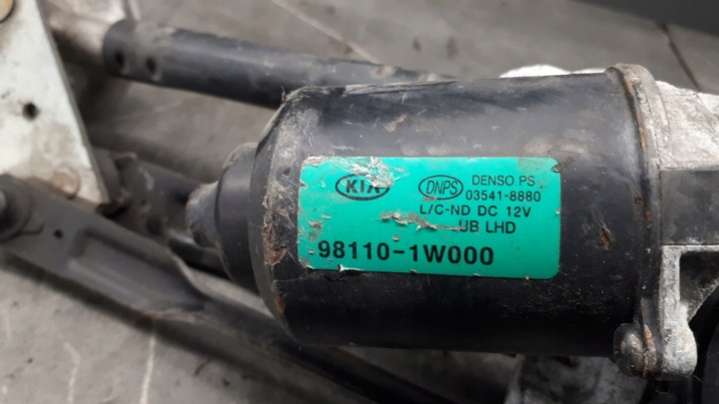 KIA
DNPS
DENSO PS
03541-8880
L/C-ND DC 12V
UB LHD
98110-1W000